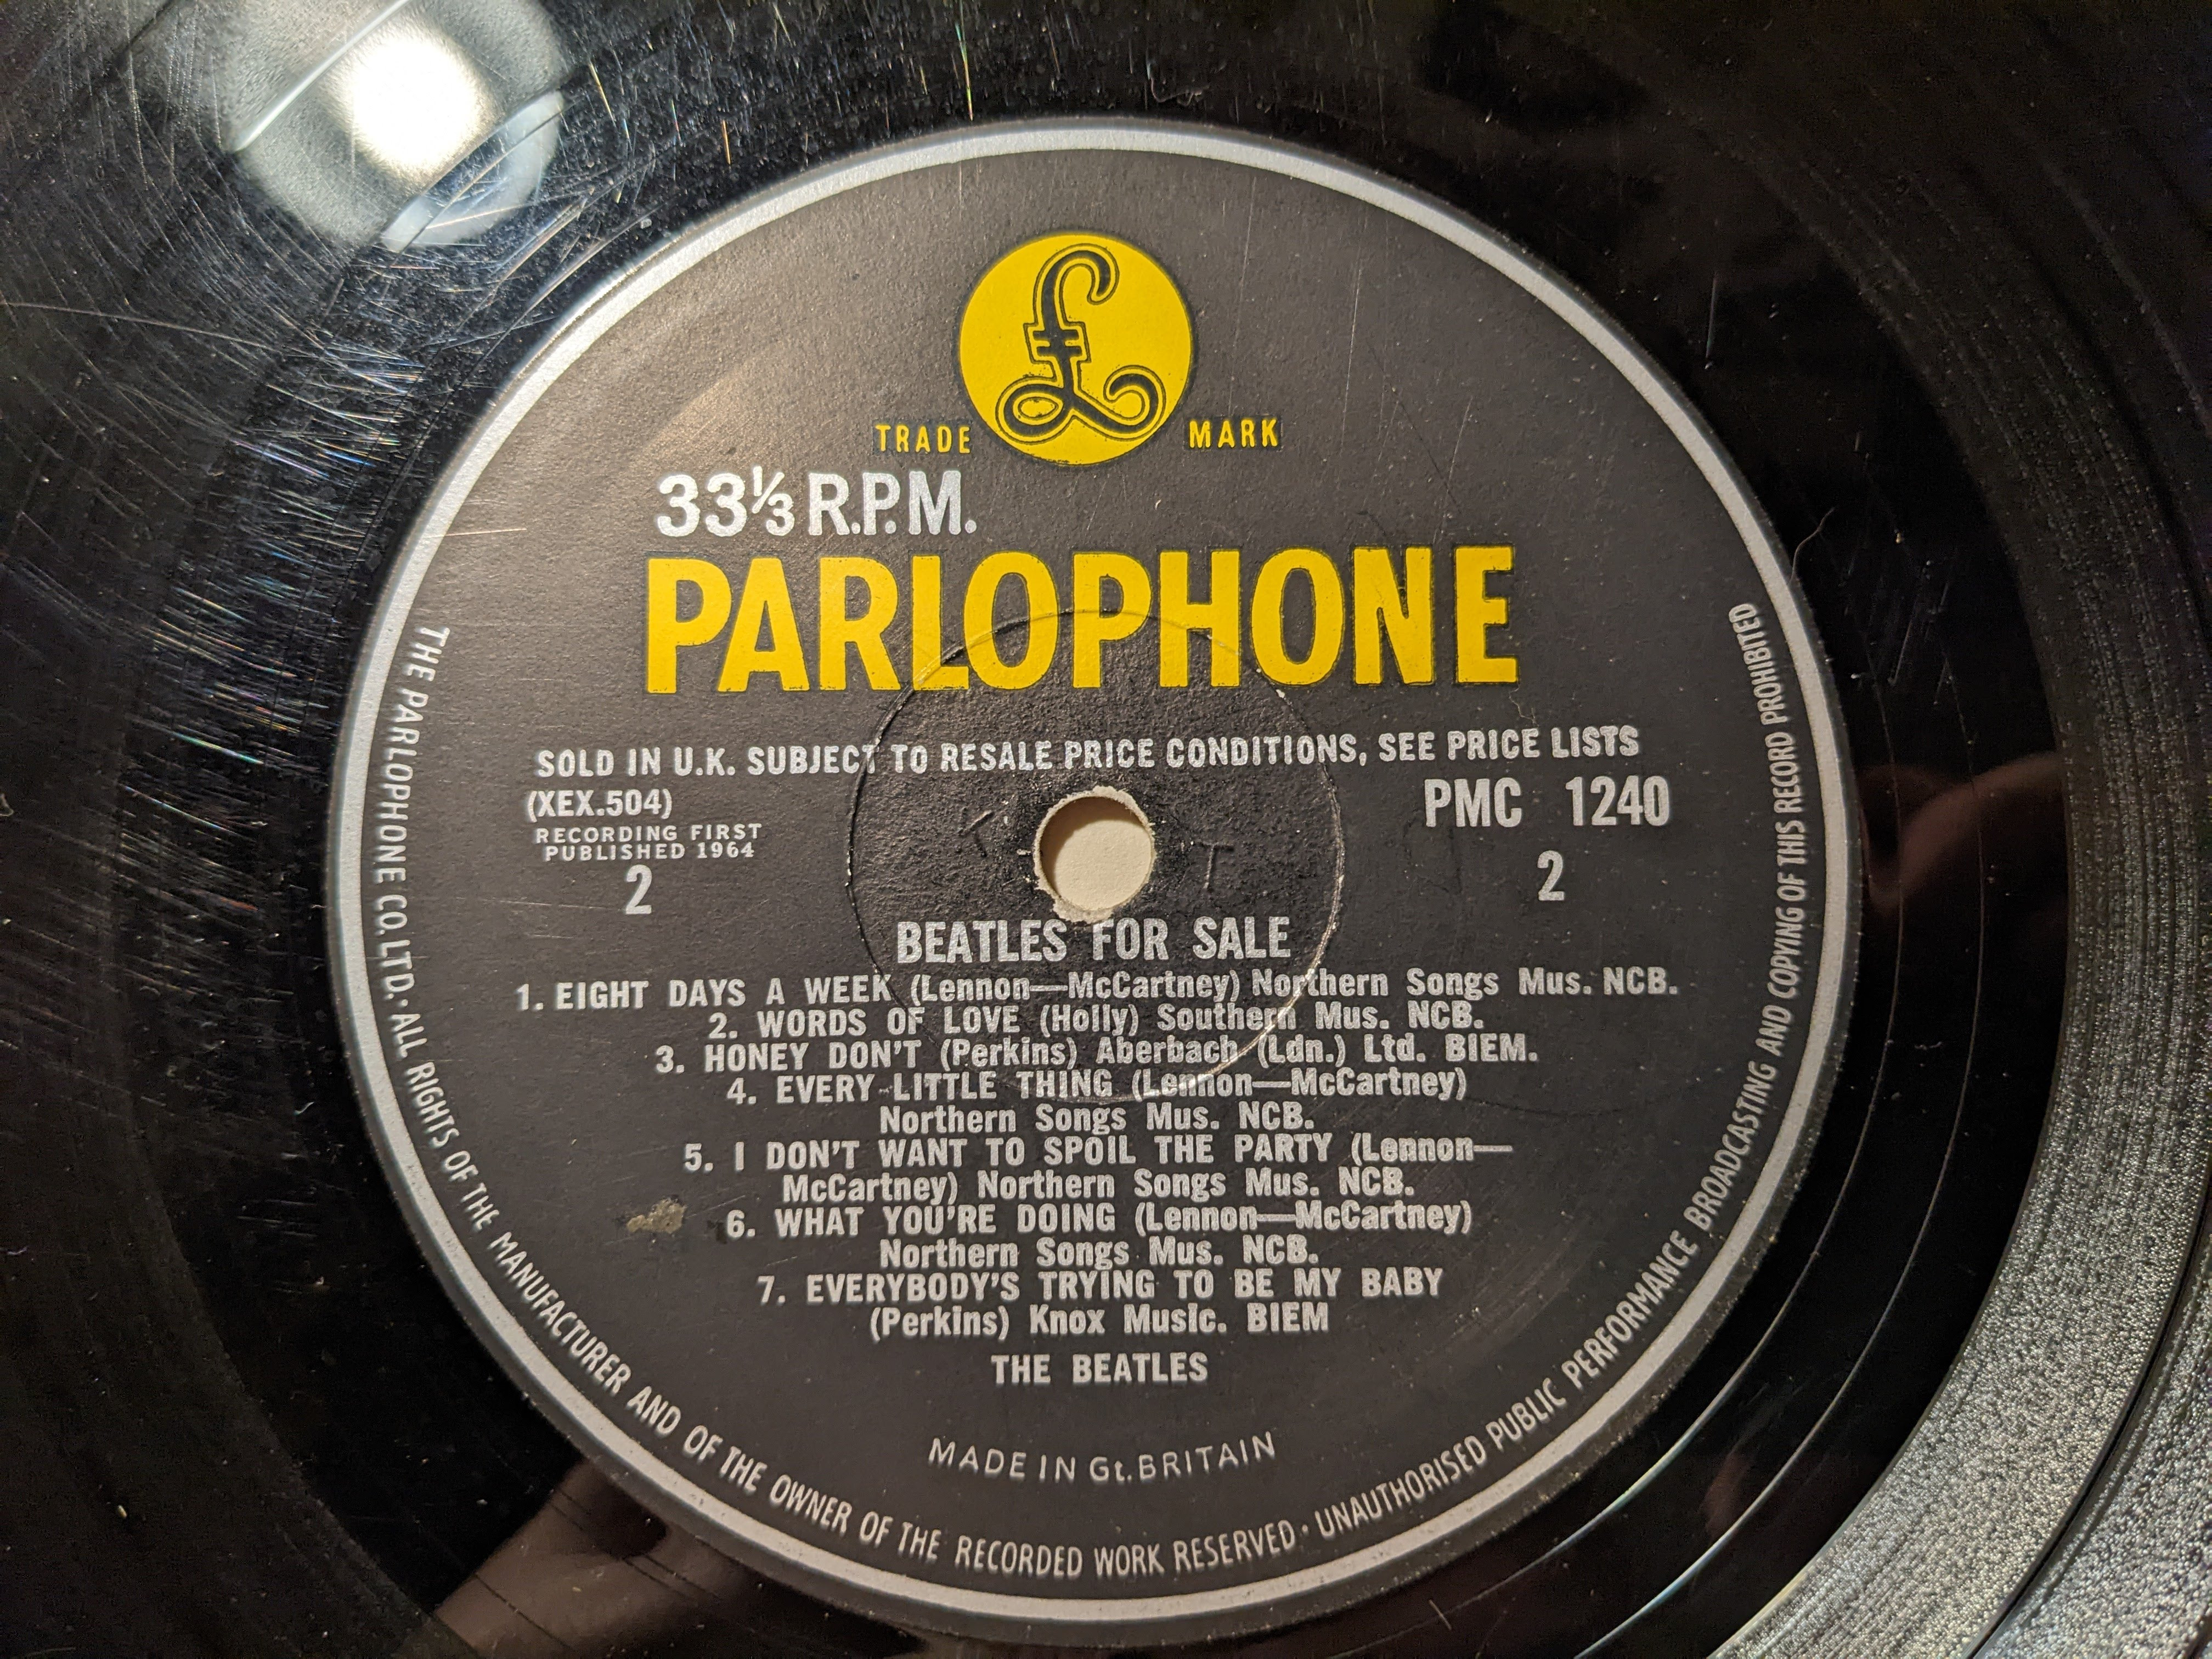 £
TRADE MARK
33⅓ R.P.M.
PARLOPHONE
SOLD IN U.K. SUBJECT TO RESALE PRICE CONDITIONS, SEE PRICE LISTS
(XEX.504)
PMC 1240
RECORDING FIRST
PUBLISHED 1964
2
2
K T
BEATLES FOR SALE
1. EIGHT DAYS A WEEK (Lennon—McCartney) Northern Songs Mus. NCB.
2. WORDS OF LOVE (Holly) Southern Mus. NCB.
3. HONEY DON'T (Perkins) Aberbach (Ldn.) Ltd. BIEM.
4. EVERY LITTLE THING (Lennon—McCartney)
Northern Songs Mus. NCB.
5. I DON'T WANT TO SPOIL THE PARTY (Lennon—
McCartney) Northern Songs Mus. NCB.
6. WHAT YOU'RE DOING (Lennon—McCartney)
Northern Songs Mus. NCB.
7. EVERYBODY'S TRYING TO BE MY BABY
(Perkins) Knox Music. BIEM
THE BEATLES
MADE IN Gt. BRITAIN
THE PARLOPHONE CO. LTD. · ALL RIGHTS OF THE MANUFACTURER AND OF THE OWNER OF THE RECORDED WORK RESERVED · UNAUTHORISED PUBLIC PERFORMANCE BROADCASTING AND COPYING OF THIS RECORD PROHIBITED